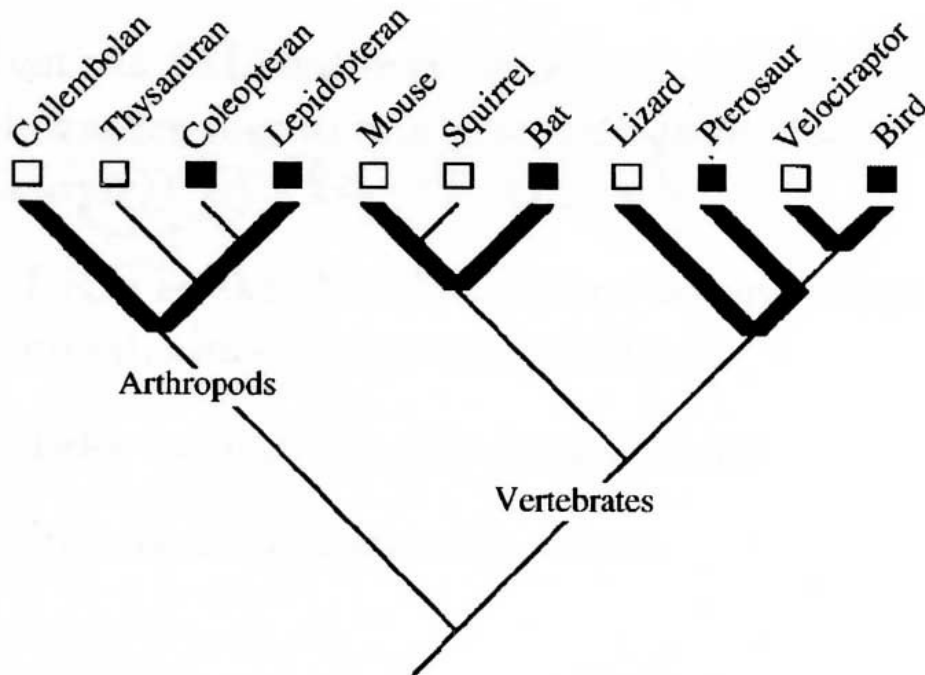 Collembolan
Thysanuran
Coleopteran
Lepidopteran
Mouse
Squirrel
Bat
Lizard
Pterosaur
Velociraptor
Bird
Arthropods
Vertebrates